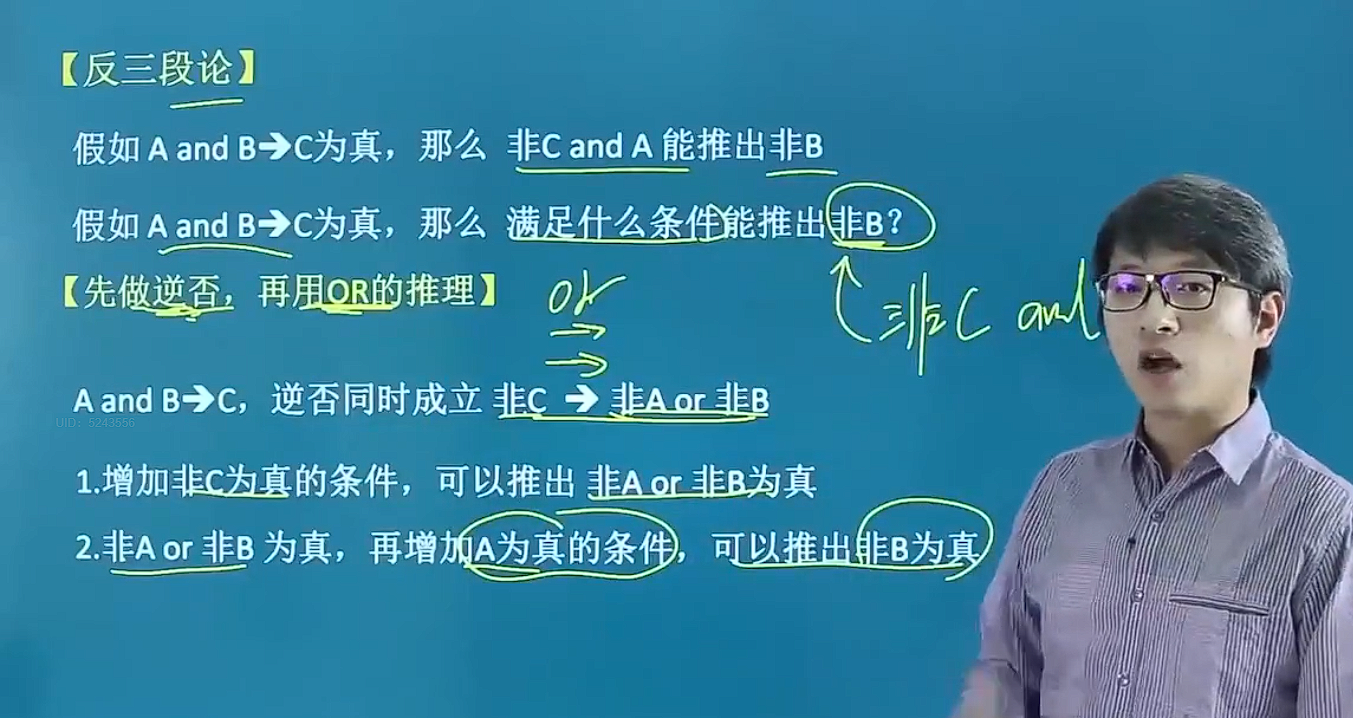 【反三段论】
假如 A and B➔C为真，那么 非C and A 能推出非B
假如 A and B➔C为真，那么 满足什么条件能推出非B？
【先做逆否，再用OR的推理】
or
非C and
A and B➔C，逆否同时成立 非C ➔ 非A or 非B
UID：5243556
1.增加非C为真的条件，可以推出 非A or 非B为真
2.非A or 非B 为真，再增加A为真的条件，可以推出非B为真